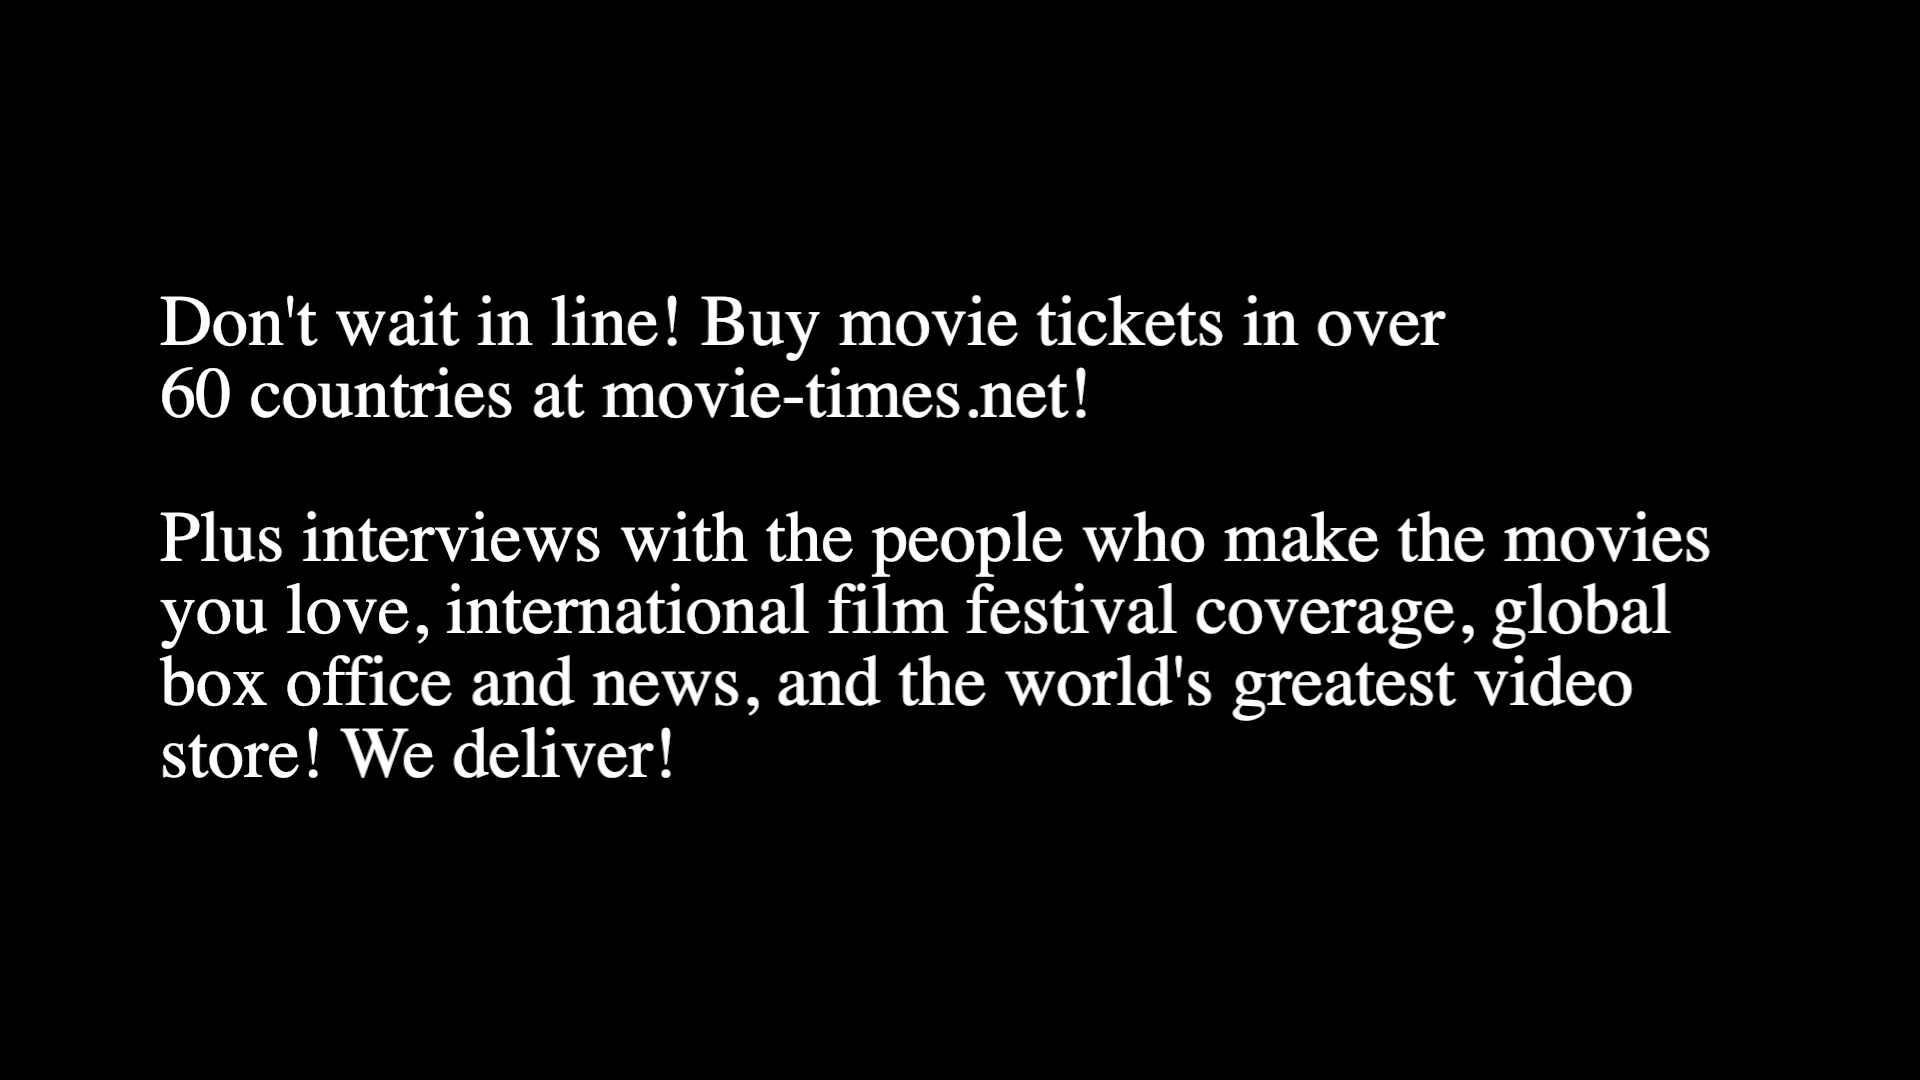 Don't wait in line! Buy movie tickets in over
60 countries at movie-times.net!
Plus interviews with the people who make the movies
you love, international film festival coverage, global
box office and news, and the world's greatest video
store! We deliver!